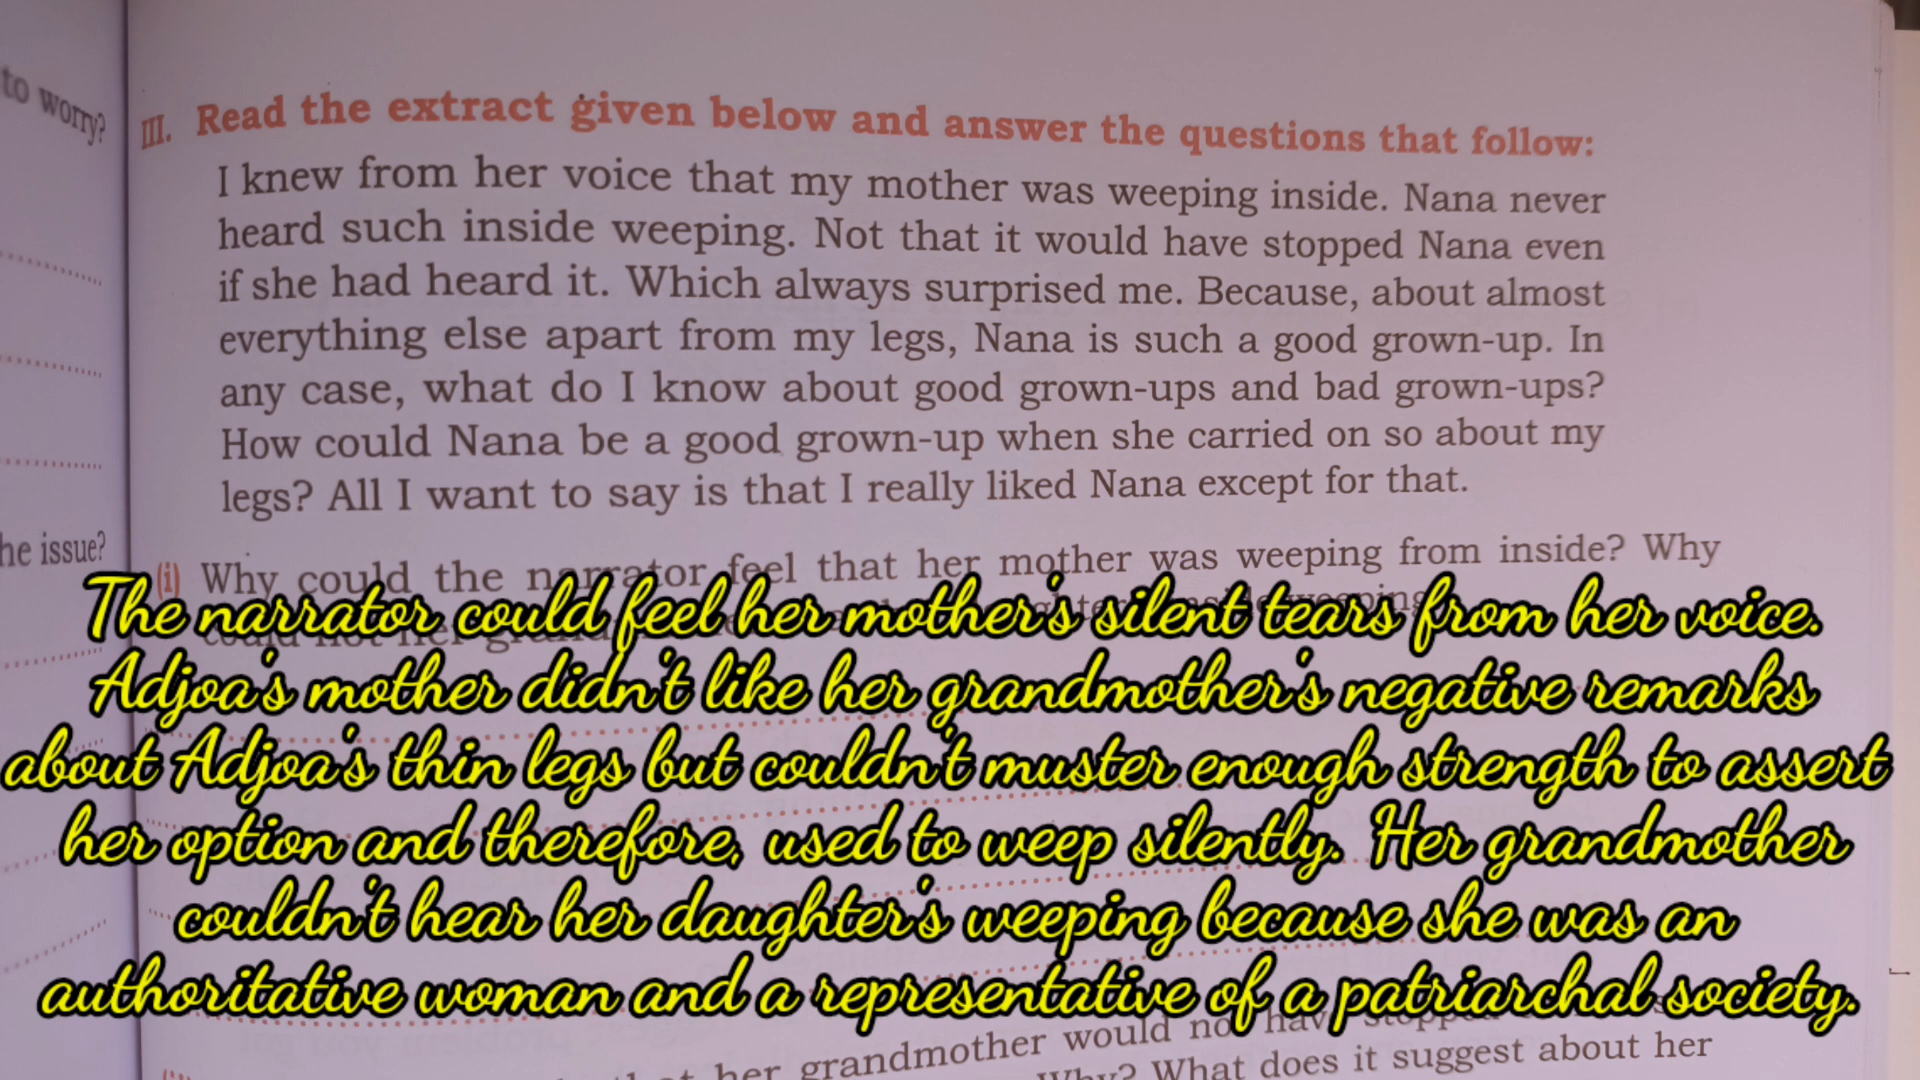 to worry?
III. Read the extract given below and answer the questions that follow:
I knew from her voice that my mother was weeping inside. Nana never
heard such inside weeping. Not that it would have stopped Nana even
if she had heard it. Which always surprised me. Because, about almost
everything else apart from my legs, Nana is such a good grown-up. In
any case, what do I know about good grown-ups and bad grown-ups?
How could Nana be a good grown-up when she carried on so about my
legs? All I want to say is that I really liked Nana except for that.
he issue?
(i) Why could the narrator feel that her mother was weeping from inside? Why
could not her
The narrator could feel her mother's silent tears from her voice.
Adjoa's mother didn't like her grandmother's negative remarks
about Adjoa's thin legs but couldn't muster enough strength to assert
her option and therefore, used to weep silently. Her grandmother
couldn't hear her daughter's weeping because she was an
authoritative woman and a representative of a patriarchal society.
her grandmother would not have stopped
Why? What does it suggest about her